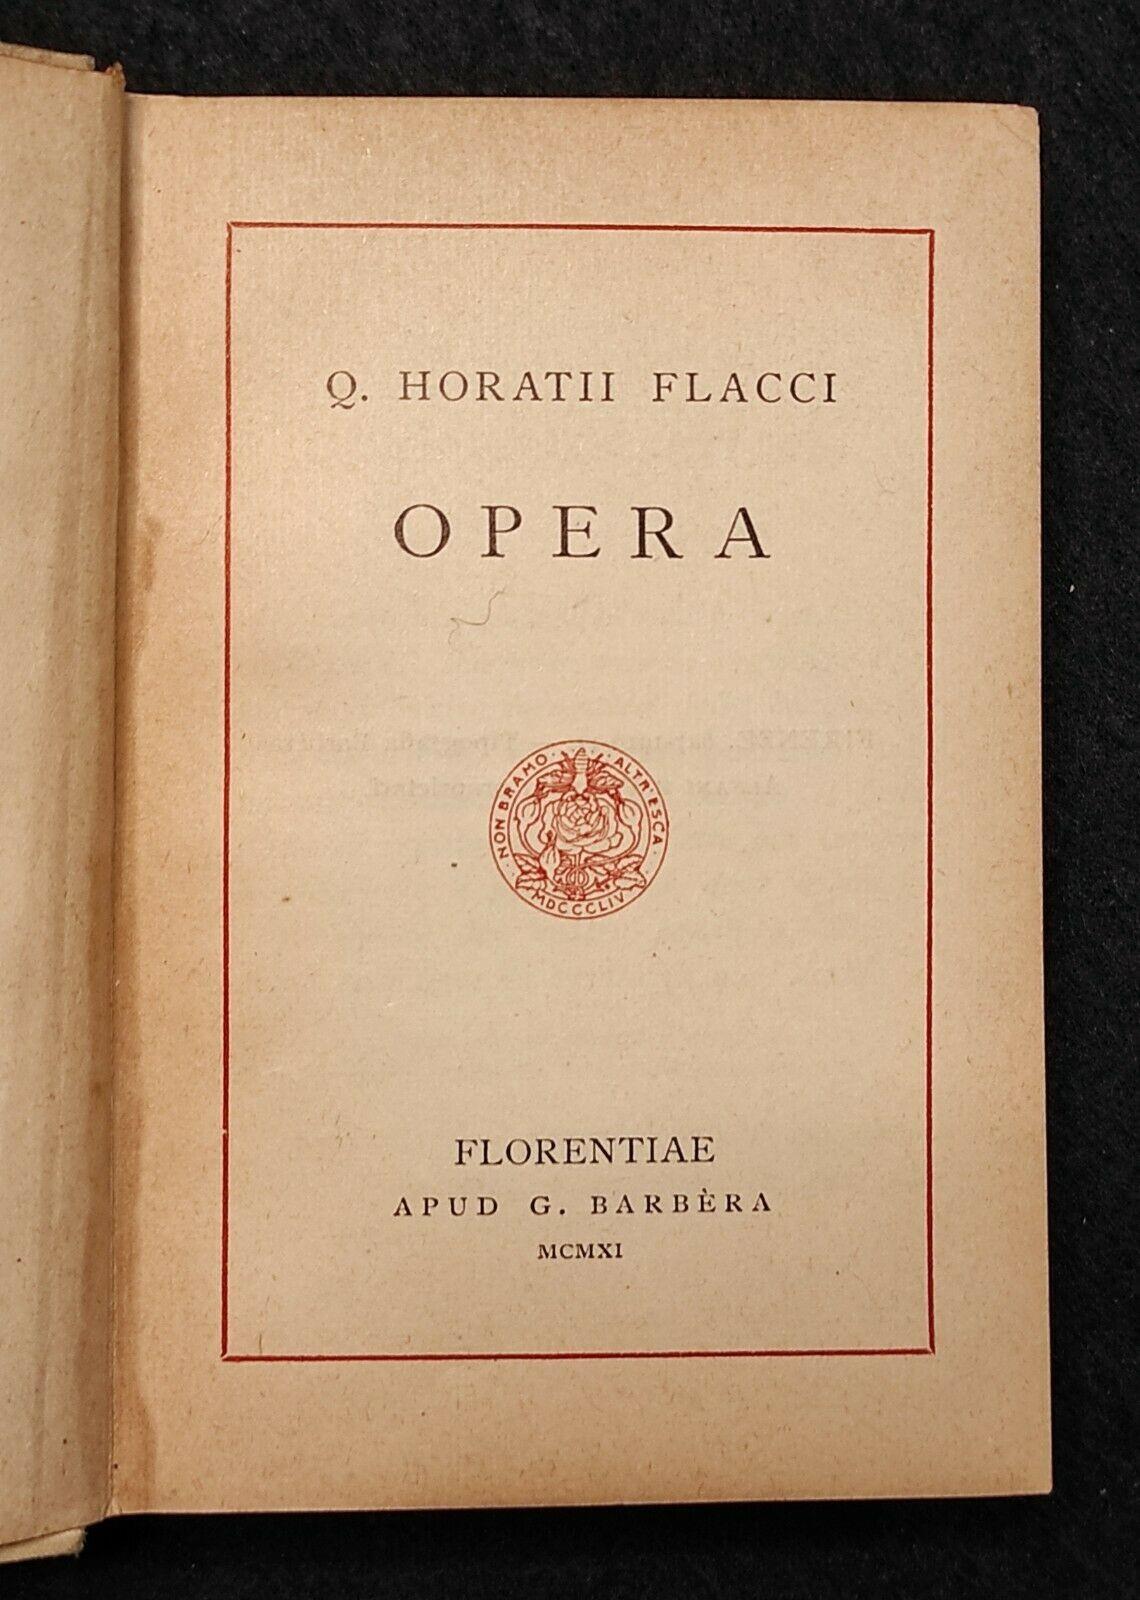 Q. HORATII FLACCI
OPERA
NON BRAMO · A · ALTR'ESCA ·
MDCCCLIV
FLORENTIAE
APUD G. BARBÈRA
MCMXI